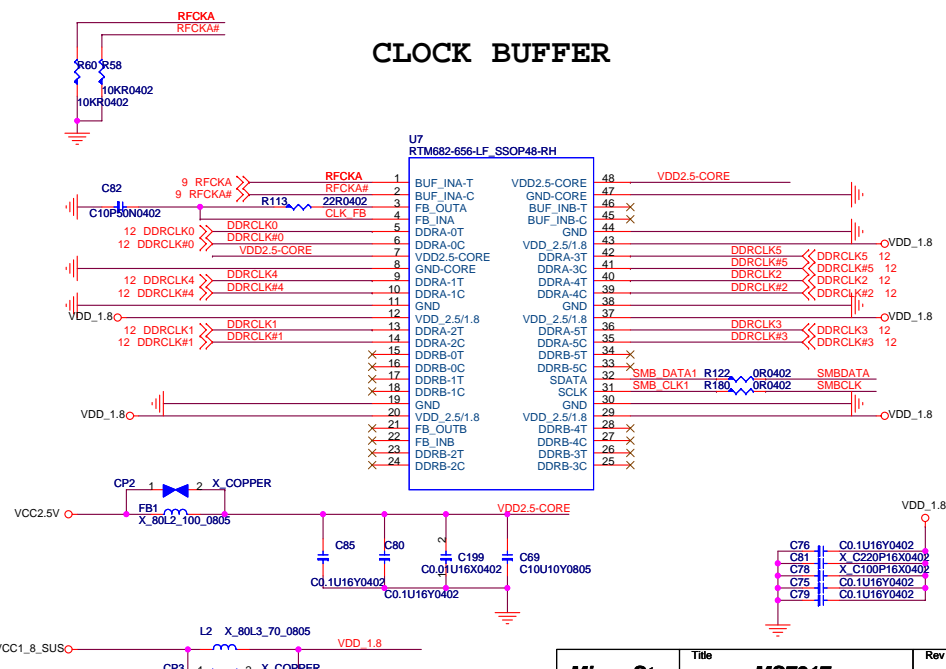 RFCKA
RFCKA#
CLOCK BUFFER
R60 R58
10KR0402
10KR0402
U7
RTM682-656-LF_SSOP48-RH
9 RFCKA RFCKA 1 BUF_INA-T VDD2.5-CORE 48 VDD2.5-CORE
9 RFCKA# RFCKA# 2 BUF_INA-C GND 47
C82 C10P50N0402 R113 22R0402 3 FB_OUTA BUF_INB-T 46
CLK_FB 4 FB_INA BUF_INB-C 45
12 DDRCLK0 DDRCLK0 5 DDRA-0T GND 44
12 DDRCLK#0 DDRCLK#0 6 DDRA-0C VDD_2.5/1.8 43 VDD_1.8
VDD2.5-CORE 7 VDD2.5-CORE DDRA-3T 42 DDRCLK5 DDRCLK5 12
8 GND-CORE DDRA-3C 41 DDRCLK#5 DDRCLK#5 12
12 DDRCLK4 DDRCLK4 9 DDRA-1T DDRA-4T 40 DDRCLK2 DDRCLK2 12
12 DDRCLK#4 DDRCLK#4 10 DDRA-1C DDRA-4C 39 DDRCLK#2 DDRCLK#2 12
11 GND GND 38
VDD_1.8 12 VDD_2.5/1.8 VDD_2.5/1.8 37 VDD_1.8
12 DDRCLK1 DDRCLK1 13 DDRA-2T DDRA-5T 36 DDRCLK3 DDRCLK3 12
12 DDRCLK#1 DDRCLK#1 14 DDRA-2C DDRA-5C 35 DDRCLK#3 DDRCLK#3 12
15 DDRB-0T DDRB-5T 34
16 DDRB-0C DDRB-5C 33
17 DDRB-1T SDATA 32 SMB_DATA1 R122 0R0402 SMBDATA
18 DDRB-1C SCLK 31 SMB_CLK1 R180 0R0402 SMBCLK
19 GND GND 30
VDD_1.8 20 VDD_2.5/1.8 VDD_2.5/1.8 29 VDD_1.8
21 FB_OUTB DDRB-4T 28
22 FB_INB DDRB-4C 27
23 DDRB-2T DDRB-3T 26
24 DDRB-2C DDRB-3C 25
CP2 1 2 X_COPPER
VCC2.5V FB1 VDD2.5-CORE
X_80L2_100_0805
C85 C80 2 1 C199 C69
C0.01U16X0402 C10U10Y0805
C0.1U16Y0402 C0.1U16Y0402
VDD_1.8
C76 C0.1U16Y0402
C81 X_C220P16X0402
C78 X_C100P16X0402
C75 C0.1U16Y0402
C79 C0.1U16Y0402
L2 X_80L3_70_0805
VCC1_8_SUS VDD_1.8
CP3 1 2 X_COPPER
Title Rev